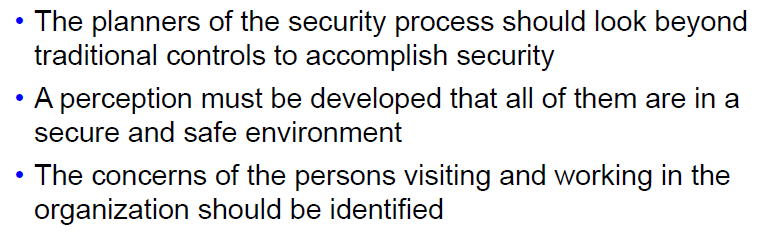 • The planners of the security process should look beyond
traditional controls to accomplish security
• A perception must be developed that all of them are in a
secure and safe environment
• The concerns of the persons visiting and working in the
organization should be identified